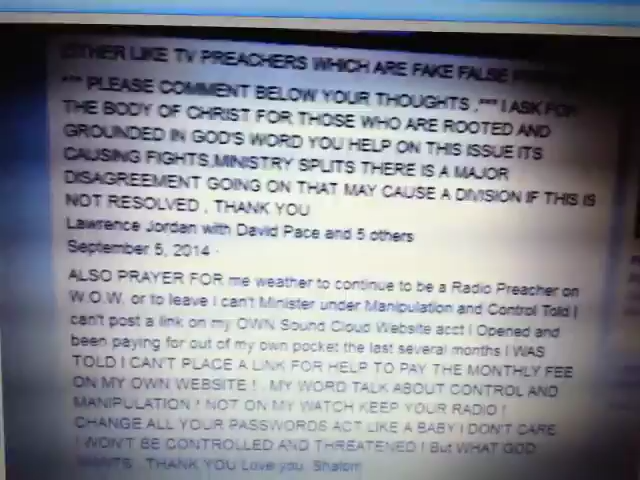 OTHER LIKE TV PREACHERS WHICH ARE FAKE FALSE
*** PLEASE COMMENT BELOW YOUR THOUGHTS ,*** I ASK FOR
THE BODY OF CHRIST FOR THOSE WHO ARE ROOTED AND
GROUNDED IN GOD'S WORD YOU HELP ON THIS ISSUE ITS
CAUSING FIGHTS,MINISTRY SPLITS THERE IS A MAJOR
DISAGREEMENT GOING ON THAT MAY CAUSE A DIVISION IF THIS IS
NOT RESOLVED , THANK YOU
Lawrence Jordan with David Pace and 5 others
September 5, 2014 ·
ALSO PRAYER FOR me weather to continue to be a Radio Preacher on
W.O.W. or to leave I can't Minister under Manipulation and Control Told I
can't post a link on my OWN Sound Cloud Website acct I Opened and
been paying for out of my own pocket the last several months I WAS
TOLD I CAN'T PLACE A LINK FOR HELP TO PAY THE MONTHLY FEE
ON MY OWN WEBSITE ! . MY WORD TALK ABOUT CONTROL AND
MANIPULATION ! NOT ON MY WATCH KEEP YOUR RADIO !
CHANGE ALL YOUR PASSWORDS ACT LIKE A BABY I DON'T CARE
I WON'T BE CONTROLLED AND THREATENED ! But WHAT GOD
WANTS . THANK YOU Love you. Shalom